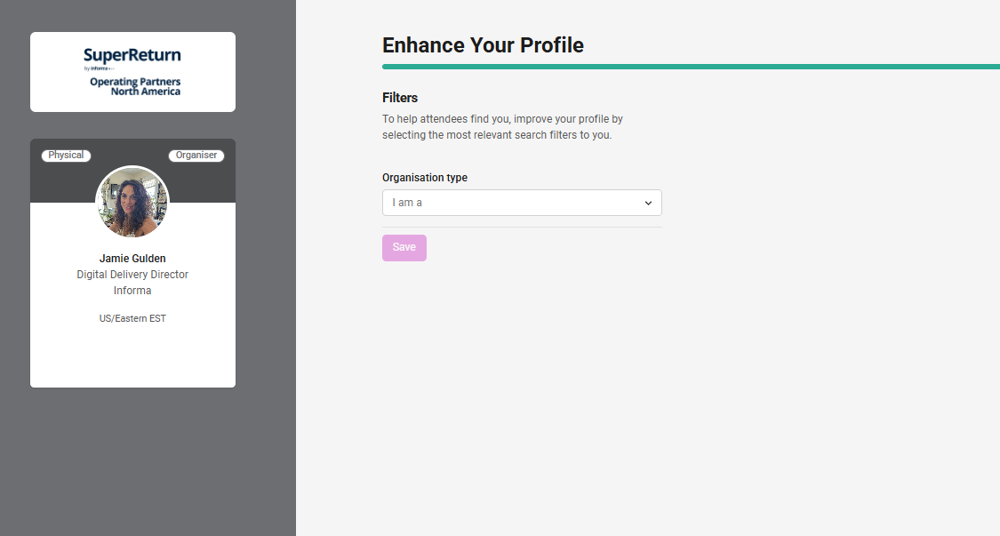 SuperReturn
by informa
Operating Partners
North America
Physical
Organiser
Jamie Gulden
Digital Delivery Director
Informa
US/Eastern EST
Enhance Your Profile
Filters
To help attendees find you, improve your profile by
selecting the most relevant search filters to you.
Organisation type
I am a
Save